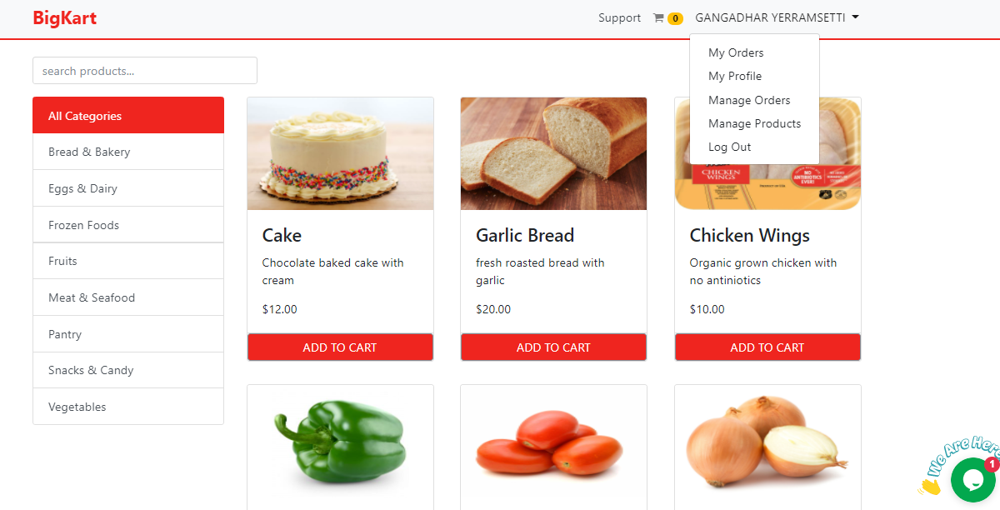 BigKart
Support
0
GANGADHAR YERRAMSETTI
My Orders
My Profile
Manage Orders
Manage Products
Log Out
search products...
All Categories
Bread & Bakery
Eggs & Dairy
Frozen Foods
Fruits
Meat & Seafood
Pantry
Snacks & Candy
Vegetables
Cake
Chocolate baked cake with
cream
$12.00
ADD TO CART
Garlic Bread
fresh roasted bread with
garlic
$20.00
ADD TO CART
CHICKEN
WINGS
NO
ANTIBIOTICS
EVER!
Chicken Wings
Organic grown chicken with
no antiniotics
$10.00
ADD TO CART
We Are Here
1